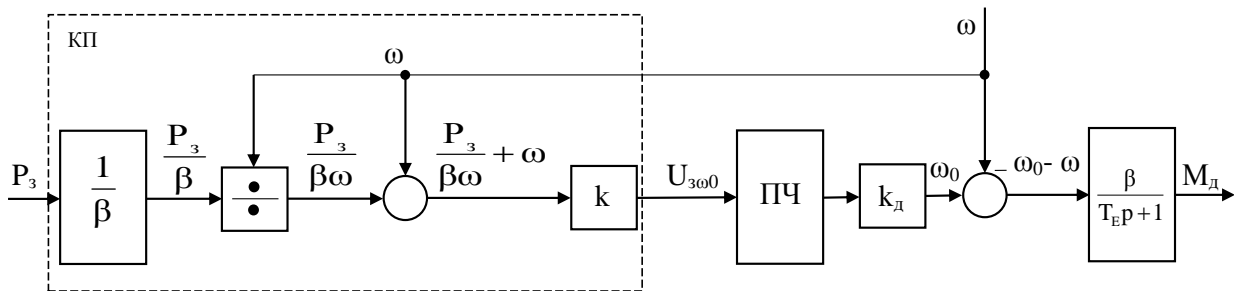 КП
ω
ω
Pз
1/β
Pз/β
÷
Pз/βω
Pз/βω + ω
k
Uзω0
ПЧ
kд
ω0
−
ω0- ω
β/(TEp+1)
Mд